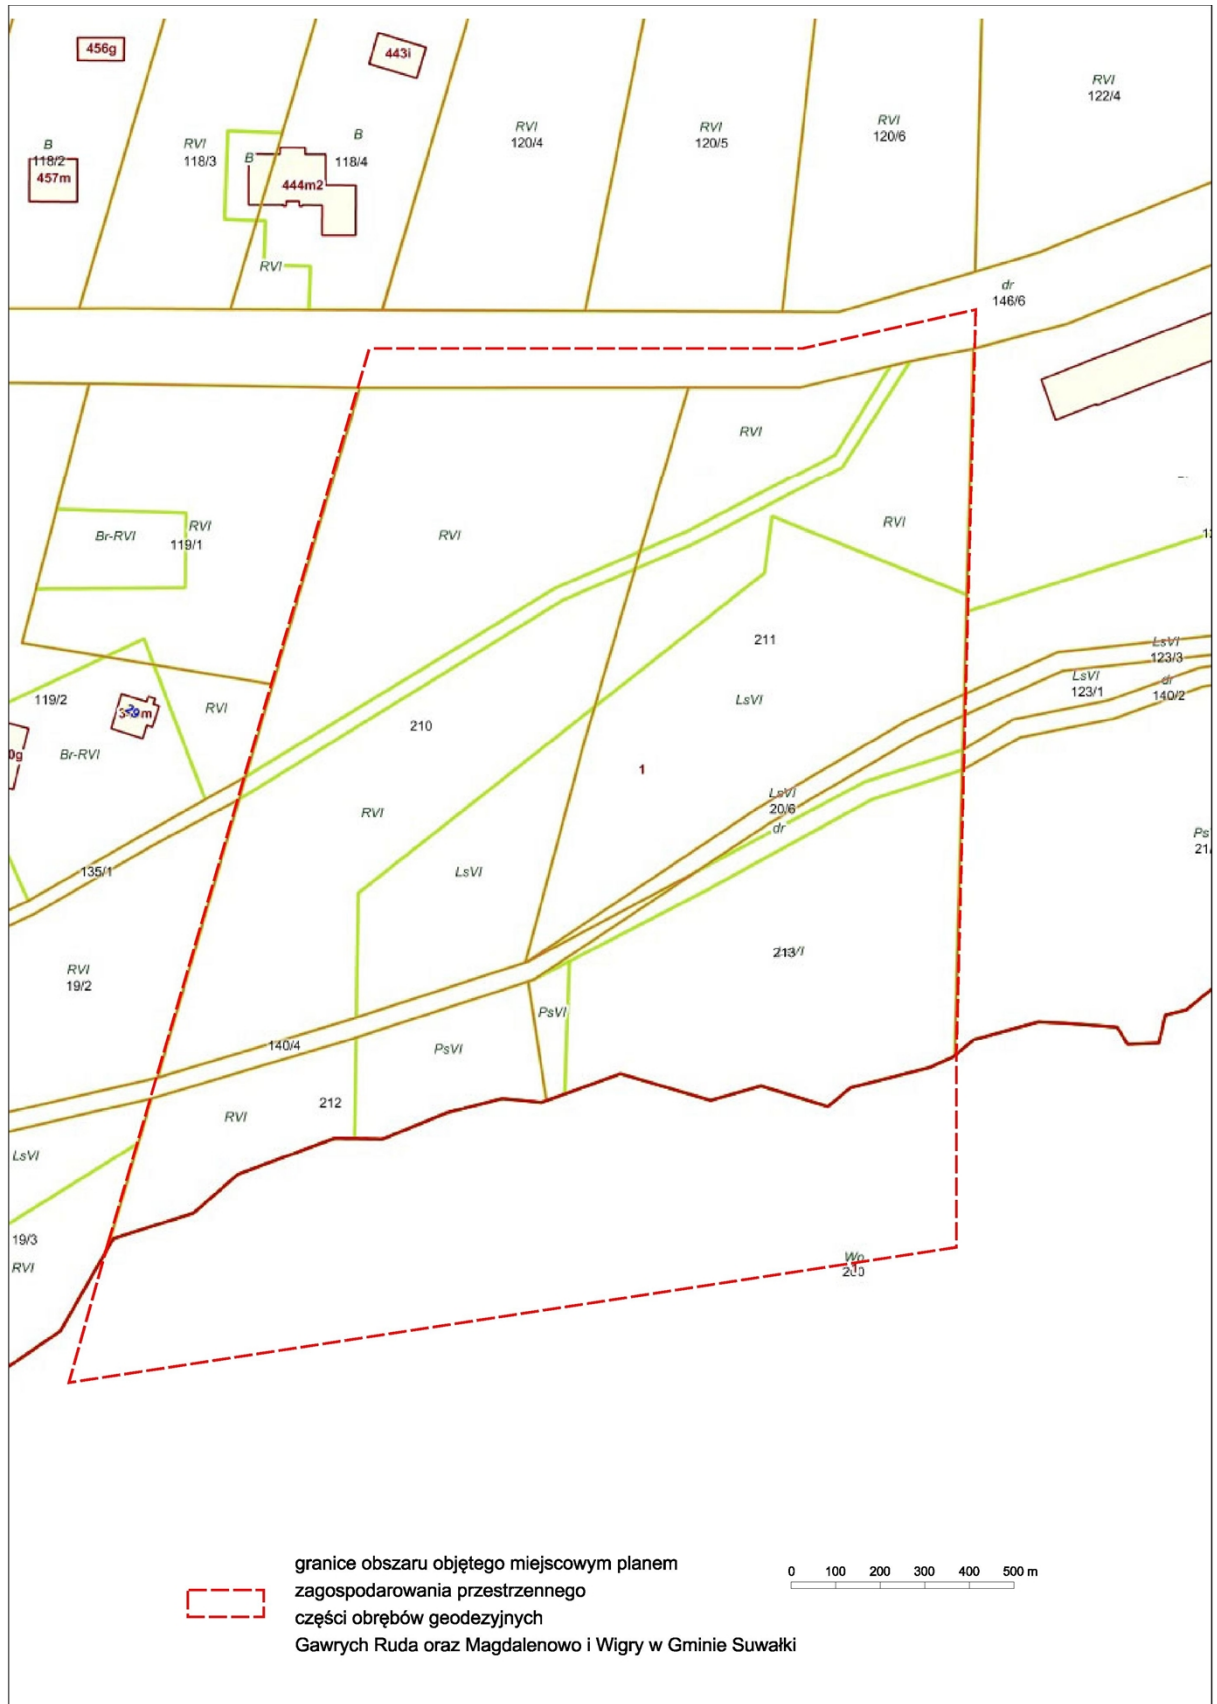 456g
443i
RVI
122/4
B
118/2
457m
RVI
118/3
B
B
118/4
444m2
RVI
120/4
RVI
120/5
RVI
120/6
RVI
dr
146/6
RVI
RVI
Br-RVI
RVI
119/1
RVI
211
LsVI
123/3
LsVI
123/1
dr
140/2
119/2
RVI
Br-RVI
0g
210
LsVI
1
LsVI
20/6
dr
RVI
LsVI
135/1
213
RVI
19/2
PsVI
140/4
PsVI
212
RVI
LsVI
19/3
RVI
Wp
granice obszaru objętego miejscowym planem
zagospodarowania przestrzennego
części obrębów geodezyjnych
Gawrych Ruda oraz Magdalenowo i Wigry w Gminie Suwałki
0 100 200 300 400 500 m